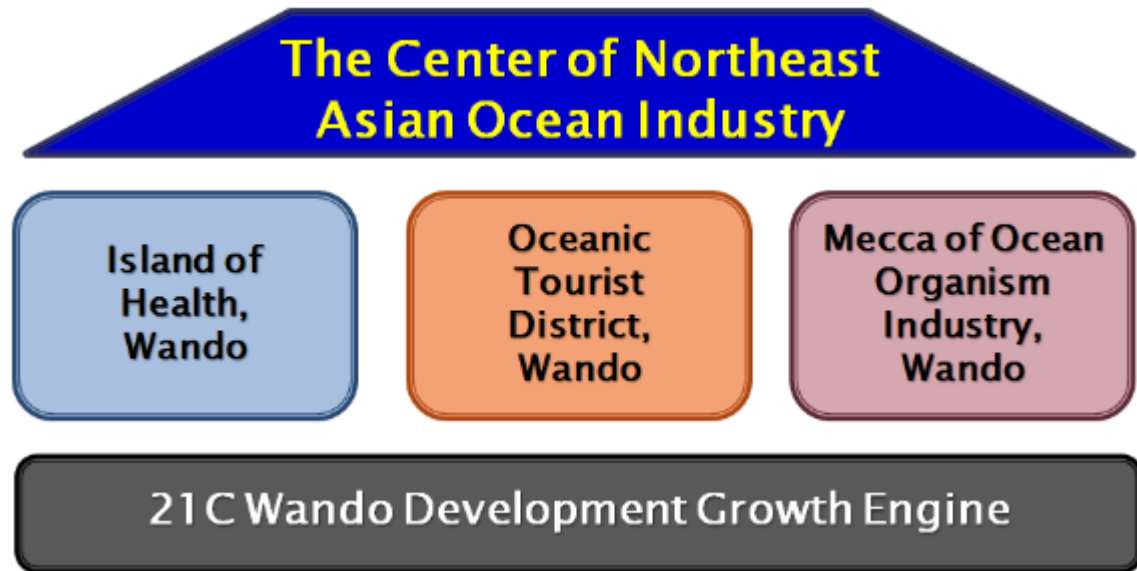 The Center of Northeast
Asian Ocean Industry
Island of
Health,
Wando
Oceanic
Tourist
District,
Wando
Mecca of Ocean
Organism
Industry,
Wando
21C Wando Development Growth Engine